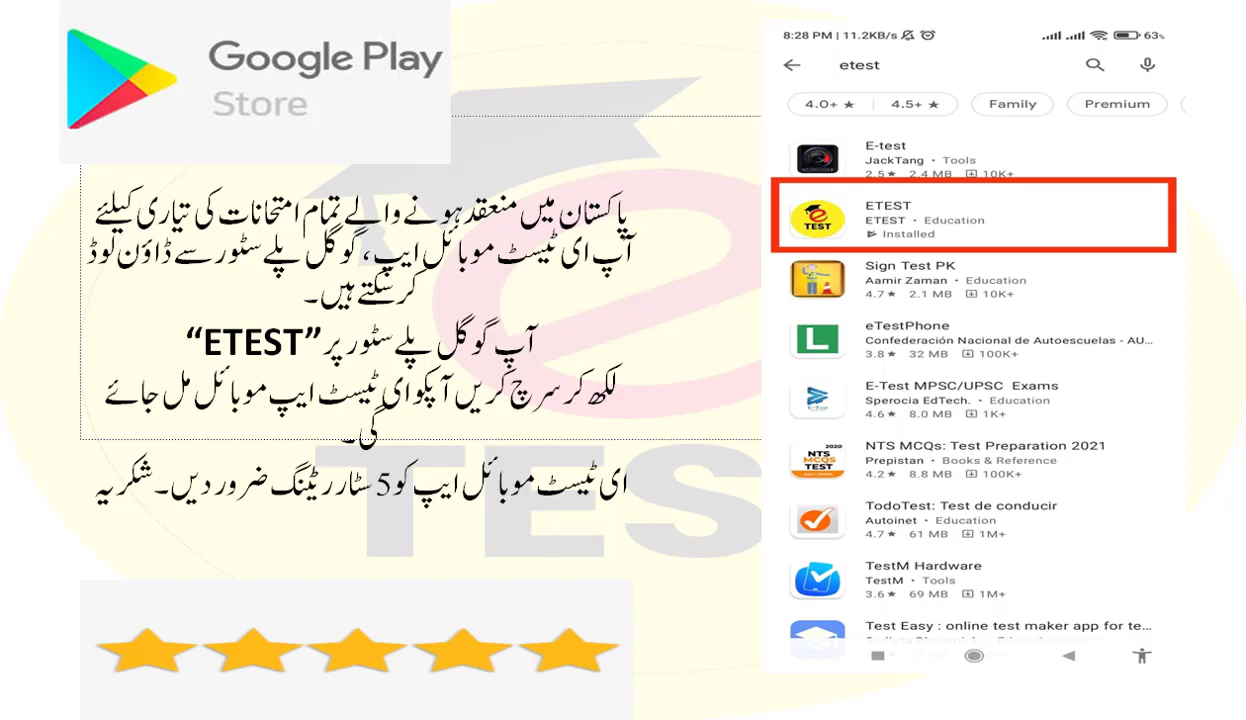 Google Play
Store
پاکستان میں منعقد ہونے والے تمام امتحانات کی تیاری کیلئے
آپ ای ٹیسٹ موبائل ایپ، گوگل پلے سٹور سے ڈاؤن لوڈ
کر سکتے ہیں۔
آپ گوگل پلے سٹور پر ”ETEST“
لکھ کر سرچ کریں آپکو ای ٹیسٹ ایپ موبائل مل جائے
گی۔
ای ٹیسٹ موبائل ایپ کو 5 سٹار ریٹنگ ضرور دیں۔ شکریہ
TES
8:28 PM | 11.2KB/s
63%
etest
4.0+ ★ 4.5+ ★ Family Premium
E-test
JackTang • Tools
2.5★ 2.4 MB 10K+
e
TEST
ETEST
ETEST • Education
Installed
Sign Test PK
Aamir Zaman • Education
4.7★ 2.1 MB 10K+
L
eTestPhone
Confederación Nacional de Autoescuelas - AU...
3.8★ 32 MB 100K+
E-Test
E-Test MPSC/UPSC Exams
Sperocia EdTech. • Education
4.6★ 8.0 MB 1K+
2020
NTS
MCQS
TEST
NTS MCQs: Test Preparation 2021
Prepistan • Books & Reference
4.2★ 8.8 MB 100K+
TodoTest: Test de conducir
Autoinet • Education
4.7★ 61 MB 1M+
TestM Hardware
TestM • Tools
3.6★ 69 MB 1M+
Test Easy : online test maker app for te...